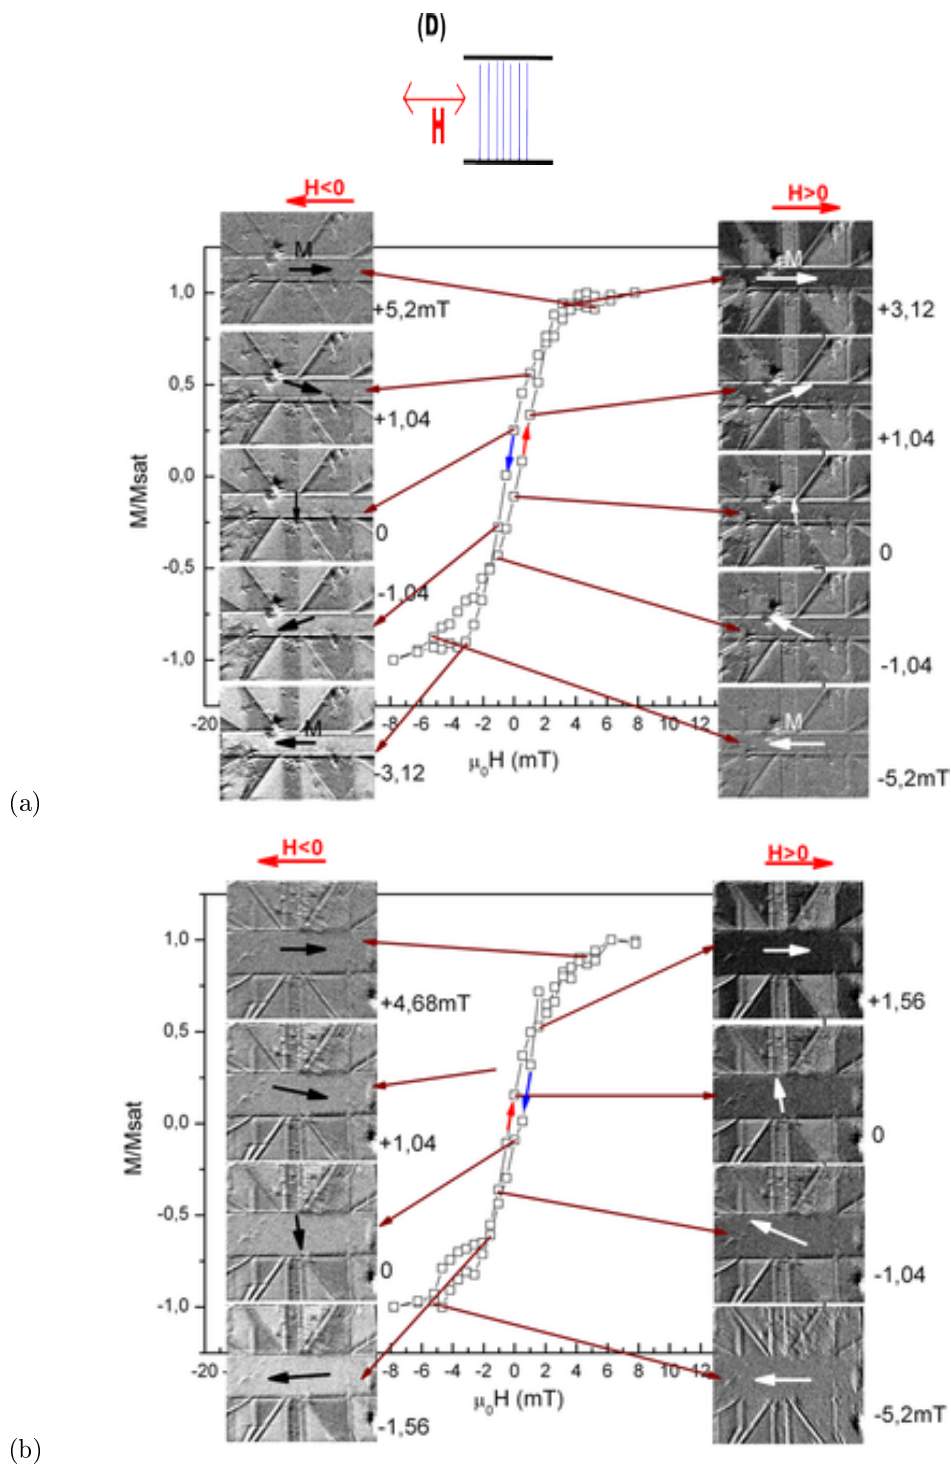 (D)
H
H<0
H>0
M
M
+5,2mT
+3,12
1,0
+1,04
0,5
+1,04
0,0
M/Msat
0
0
-0,5
-1,04
-1,04
-1,0
M
M
-20
-8 -6 -4 -2 0 2 4 6 8 10 12
-3,12
μ₀H (mT)
-5,2mT
(a)
H<0
H>0
1,0
+4,68mT
+1,56
0,5
+1,04
0
0,0
M/Msat
-0,5
0
-1,04
-1,0
-20
-8 -6 -4 -2 0 2 4 6 8 10 12
-1,56
μ₀H (mT)
-5,2mT
(b)